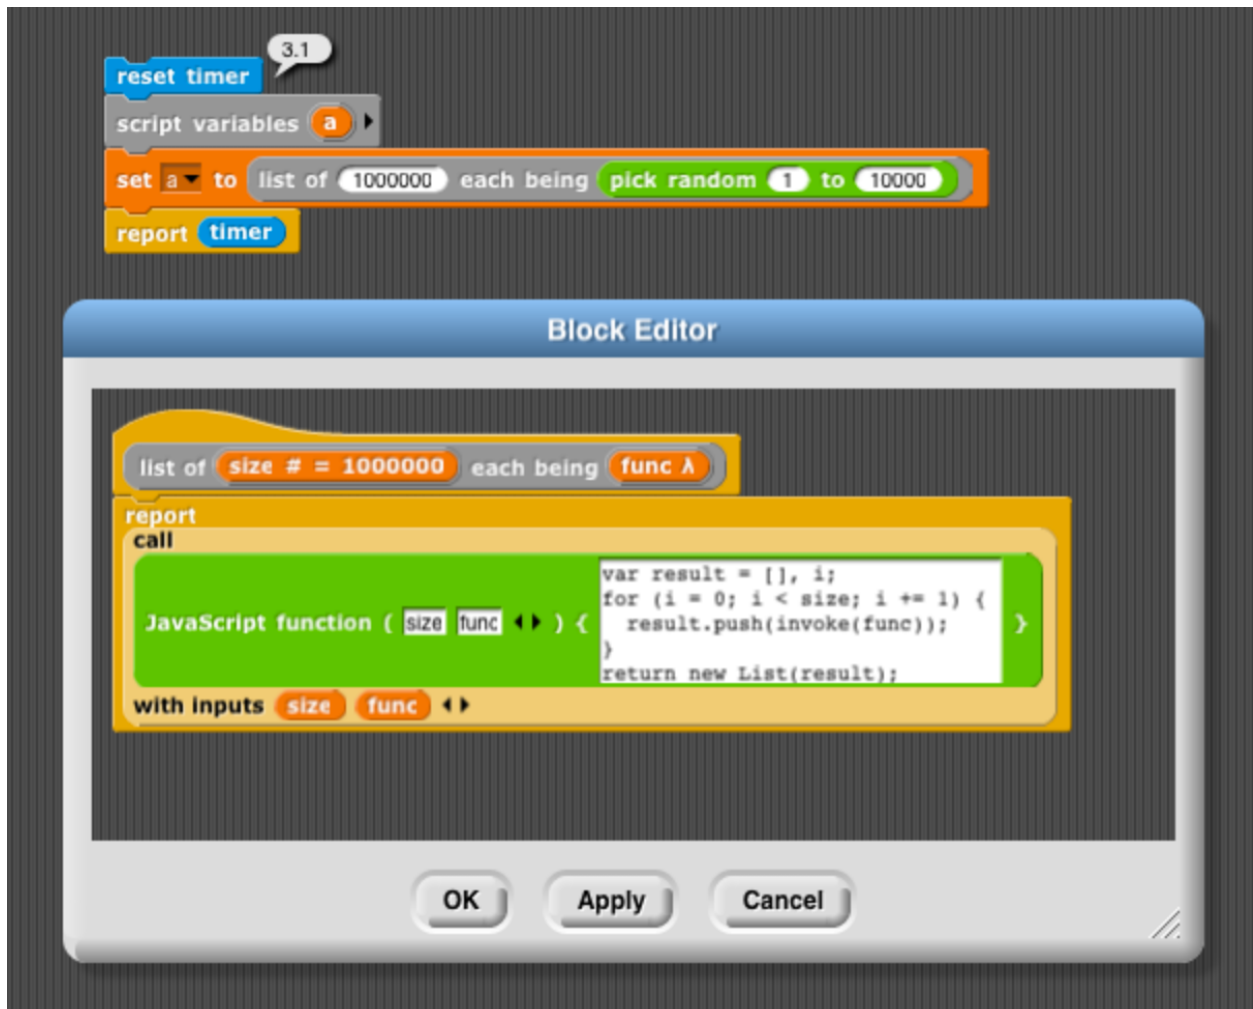 3.1
reset timer
script variables a
set a to list of 1000000 each being pick random 1 to 10000
report timer
Block Editor
list of size # = 1000000 each being func λ
report
call
JavaScript function ( size func ) {
var result = [], i;
for (i = 0; i < size; i += 1) {
result.push(invoke(func));
}
return new List(result);
}
with inputs size func
OK Apply Cancel